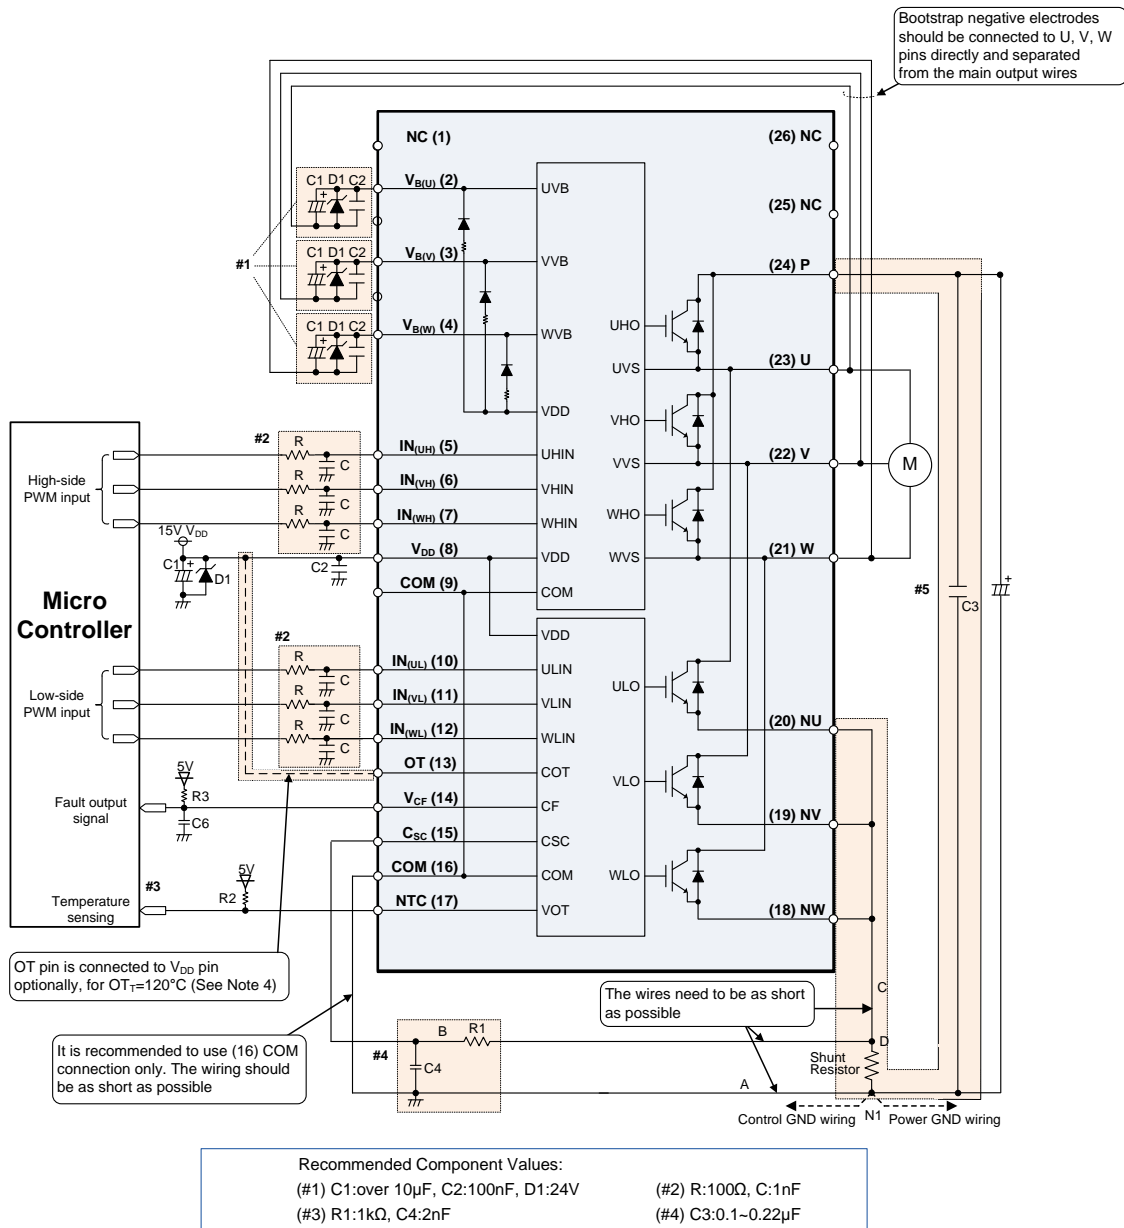 Bootstrap negative electrodes
should be connected to U, V, W
pins directly and separated
from the main output wires
NC (1)
(26) NC
C1 D1 C2
+
VB(U) (2)
UVB
(25) NC
#1
C1 D1 C2
+
VB(V) (3)
VVB
(24) P
C1 D1 C2
+
VB(W) (4)
WVB
UHO
UVS
(23) U
VDD
VHO
#2
R
C
IN(UH) (5)
UHIN
VVS
(22) V
M
High-side
PWM input
R
C
IN(VH) (6)
VHIN
R
C
IN(WH) (7)
WHIN
WHO
15V VDD
C1
+
D1
C2
VDD (8)
VDD
WVS
(21) W
+
COM (9)
COM
#5
C3
Micro
Controller
#2
VDD
R
C
IN(UL) (10)
ULIN
ULO
Low-side
PWM input
R
C
IN(VL) (11)
VLIN
R
C
IN(WL) (12)
WLIN
(20) NU
OT (13)
COT
VLO
5V
R3
Fault output
signal
C6
VCF (14)
CF
(19) NV
CSC (15)
CSC
5V
COM (16)
COM
WLO
#3
R2
Temperature
sensing
NTC (17)
VOT
(18) NW
OT pin is connected to VDD pin
optionally, for OTT=120°C (See Note 4)
The wires need to be as short
as possible
C
It is recommended to use (16) COM
connection only. The wiring should
be as short as possible
#4
B
R1
C4
D
Shunt
Resistor
A
N1
Control GND wiring
Power GND wiring
Recommended Component Values:
(#1) C1:over 10µF, C2:100nF, D1:24V
(#2) R:100Ω, C:1nF
(#3) R1:1kΩ, C4:2nF
(#4) C3:0.1~0.22µF